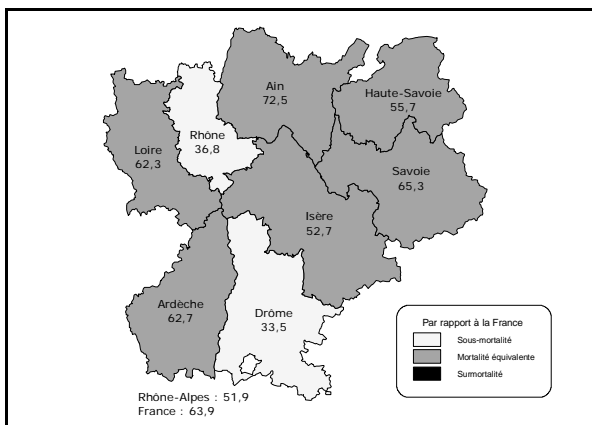 Ain
72,5
Haute-Savoie
55,7
Rhône
36,8
Loire
62,3
Savoie
65,3
Isère
52,7
Ardèche
62,7
Drôme
33,5
Par rapport à la France
Sous-mortalité
Mortalité équivalente
Surmortalité
Rhône-Alpes : 51,9
France : 63,9